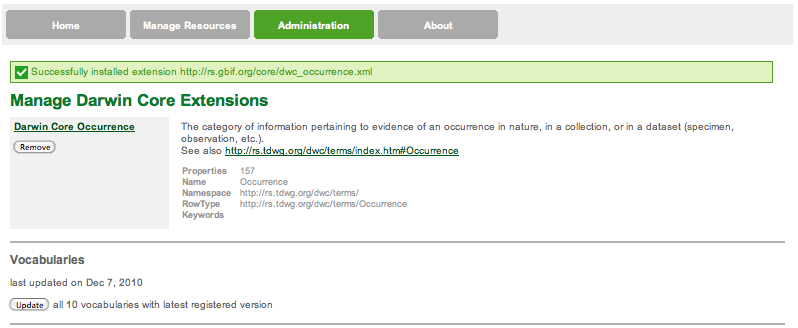 Home Manage Resources Administration About
Successfully installed extension http://rs.gbif.org/core/dwc_occurrence.xml
Manage Darwin Core Extensions
Darwin Core Occurrence
Remove
The category of information pertaining to evidence of an occurrence in nature, in a collection, or in a dataset (specimen,
observation, etc.).
See also http://rs.tdwg.org/dwc/terms/index.htm#Occurrence
Properties 157
Name Occurrence
Namespace http://rs.tdwg.org/dwc/terms/
RowType http://rs.tdwg.org/dwc/terms/Occurrence
Keywords
Vocabularies
last updated on Dec 7, 2010
Update all 10 vocabularies with latest registered version